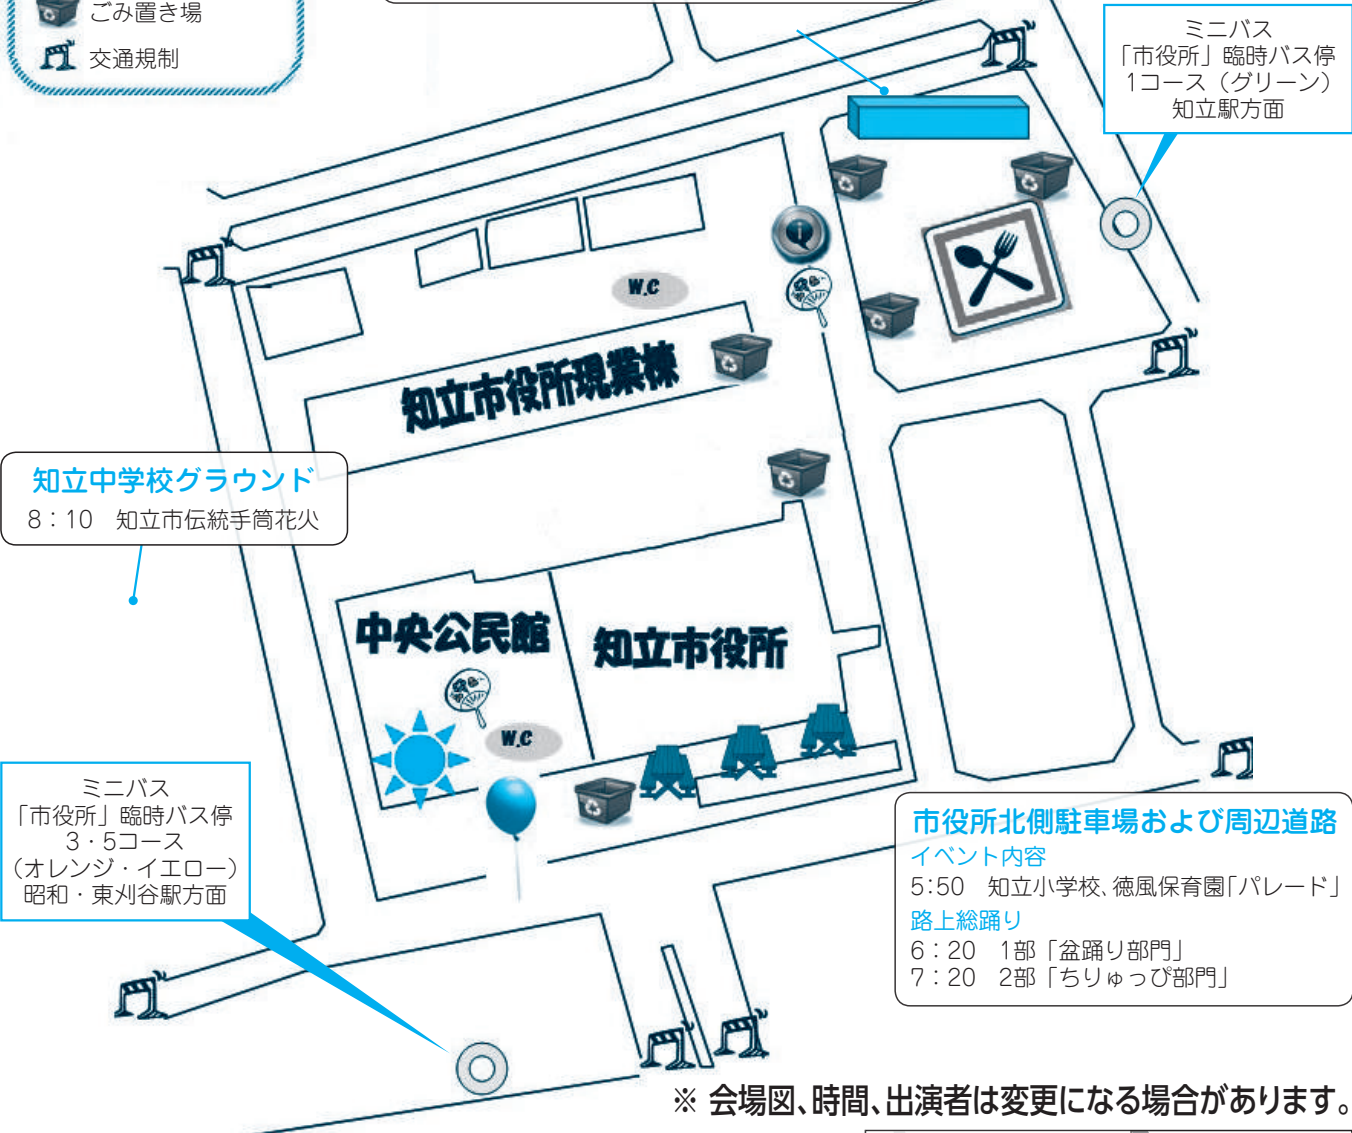 ごみ置き場
交通規制
ミニバス
「市役所」臨時バス停
1コース（グリーン）
知立駅方面
W.C
知立市役所現業棟
知立中学校グラウンド
8：10　知立市伝統手筒花火
中央公民館
知立市役所
W.C
ミニバス
「市役所」臨時バス停
3・5コース
（オレンジ・イエロー）
昭和・東刈谷駅方面
市役所北側駐車場および周辺道路
イベント内容
5:50　知立小学校、徳風保育園「パレード」
路上総踊り
6：20　1部「盆踊り部門」
7：20　2部「ちりゅっぴ部門」
※ 会場図、時間、出演者は変更になる場合があります。